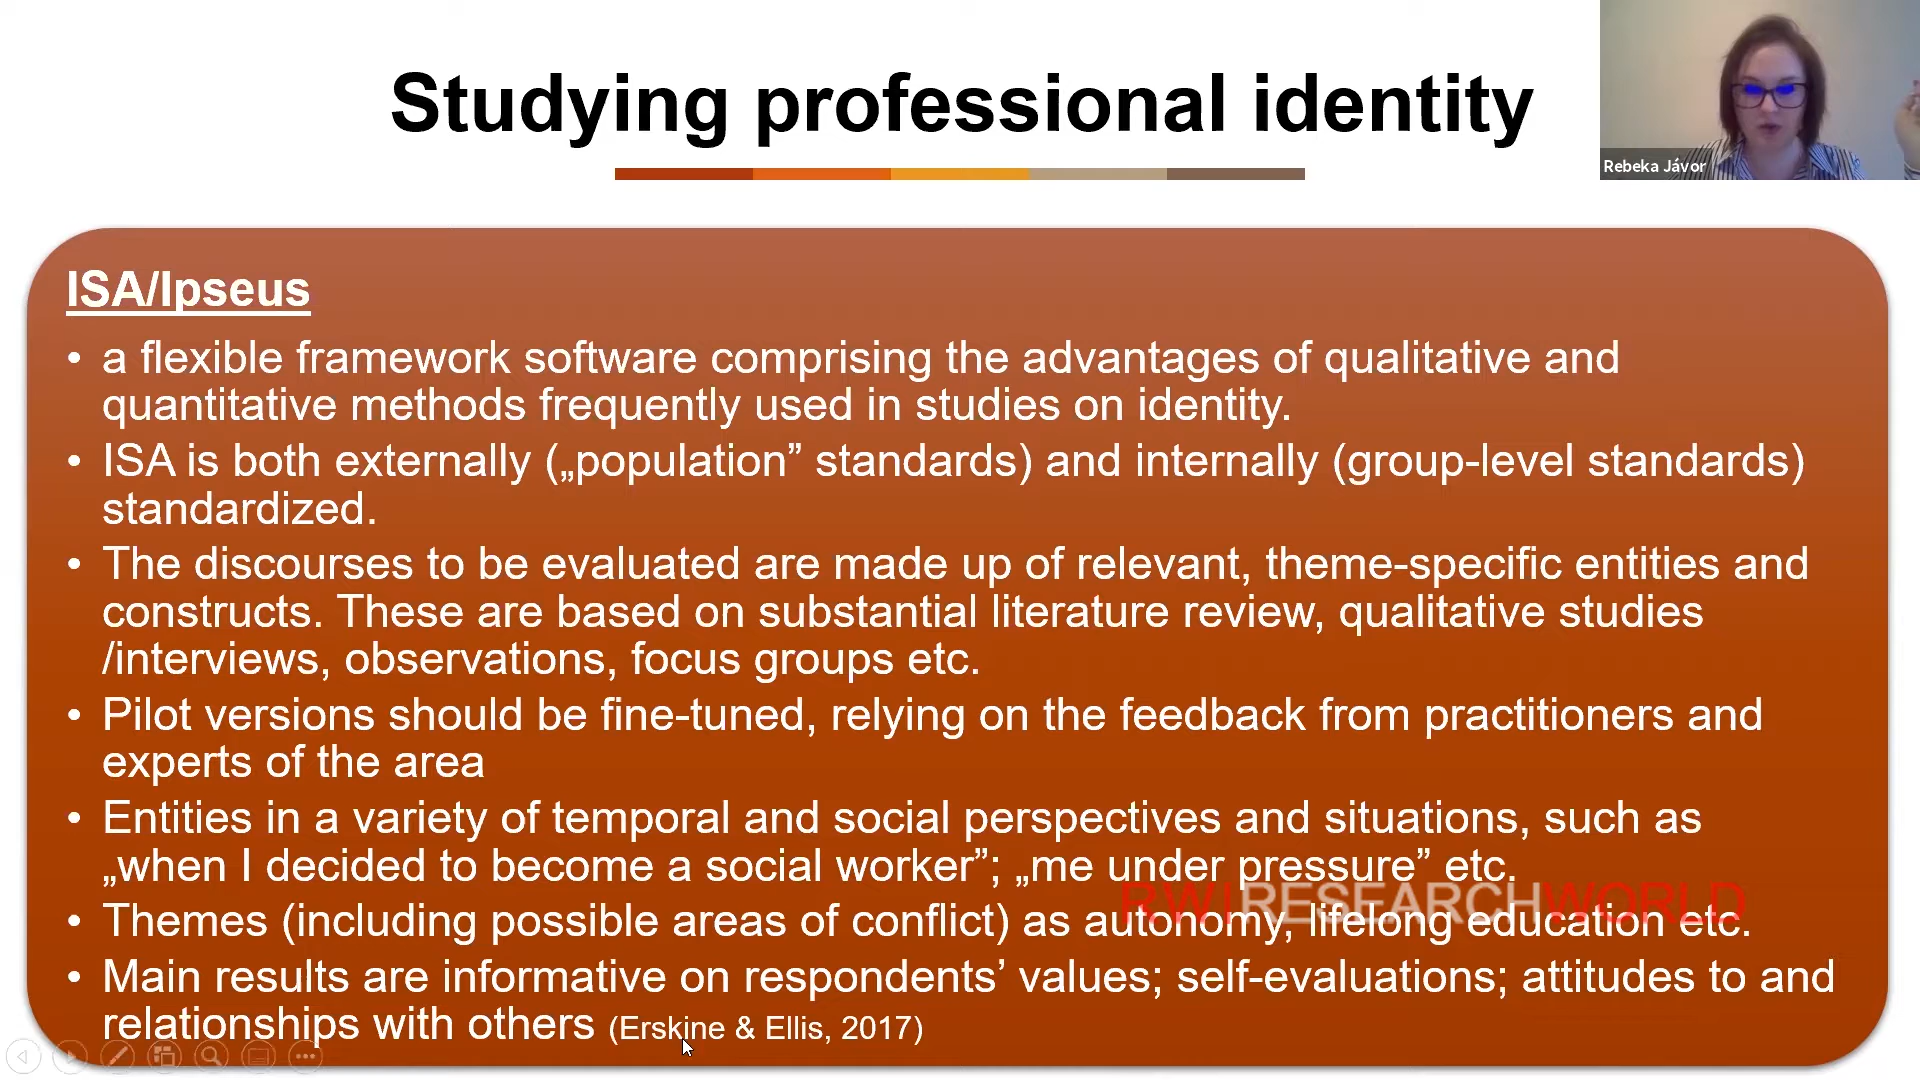 Studying professional identity
Rebeka Jávor
ISA/Ipseus
• a flexible framework software comprising the advantages of qualitative and
quantitative methods frequently used in studies on identity.
• ISA is both externally („population” standards) and internally (group-level standards)
standardized.
• The discourses to be evaluated are made up of relevant, theme-specific entities and
constructs. These are based on substantial literature review, qualitative studies
/interviews, observations, focus groups etc.
• Pilot versions should be fine-tuned, relying on the feedback from practitioners and
experts of the area
• Entities in a variety of temporal and social perspectives and situations, such as
„when I decided to become a social worker”; „me under pressure” etc.
RWIRESEARCHWORLD
• Themes (including possible areas of conflict) as autonomy, lifelong education etc.
• Main results are informative on respondents’ values; self-evaluations; attitudes to and
relationships with others (Erskine & Ellis, 2017)